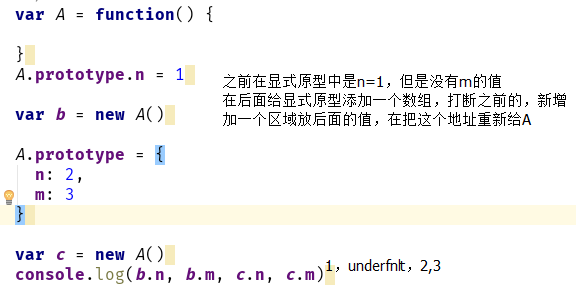 var A = function() {
}
A.prototype.n = 1
之前在显式原型中是n=1，但是没有m的值
在后面给显式原型添加一个数组，打断之前的，新增
加一个区域放后面的值，在把这个地址重新给A
var b = new A()
A.prototype = {
n: 2,
m: 3
}
var c = new A()
console.log(b.n, b.m, c.n, c.m)
1，underfnlt，2,3